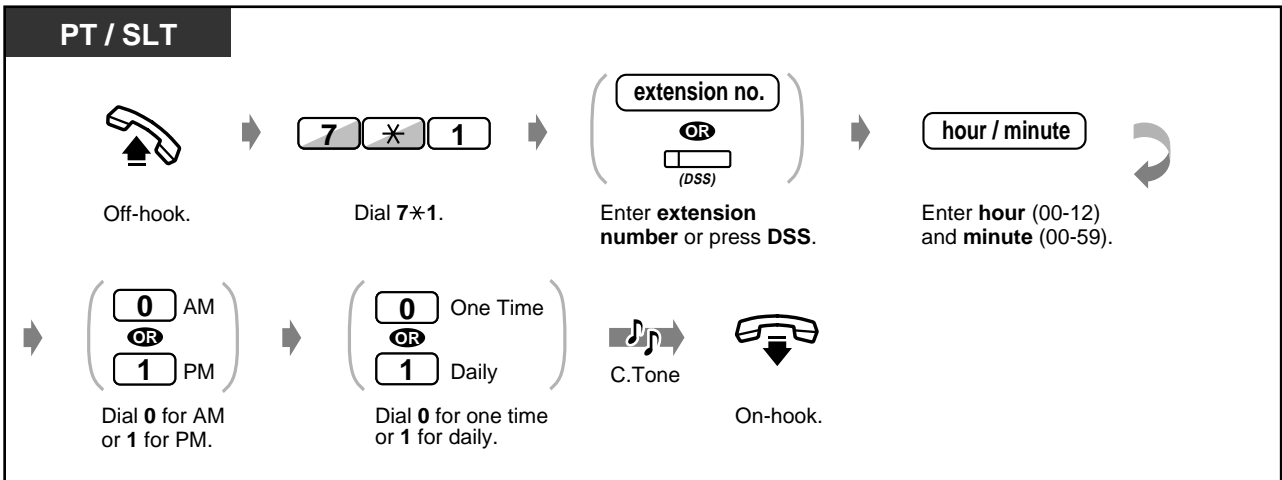 PT / SLT
extension no.
OR
(DSS)
7 * 1
hour / minute
Off-hook.
Dial 7*1.
Enter extension
number or press DSS.
Enter hour (00-12)
and minute (00-59).
0 AM
OR
1 PM
0 One Time
OR
1 Daily
C.Tone
Dial 0 for AM
or 1 for PM.
Dial 0 for one time
or 1 for daily.
On-hook.